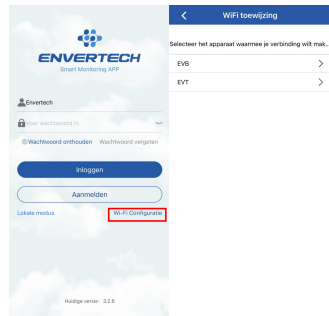 ENVERTECH
Smart Monitoring APP
Envertech
Voer wachtwoord in
Wachtwoord onthouden Wachtwoord vergeten
Inloggen
Aanmelden
Lokale modus Wi-Fi Configuratie
Huidige versie: 3.2.8
WiFi toewijzing
Selecteer het apparaat waarmee je verbinding wilt mak..
EVB
EVT